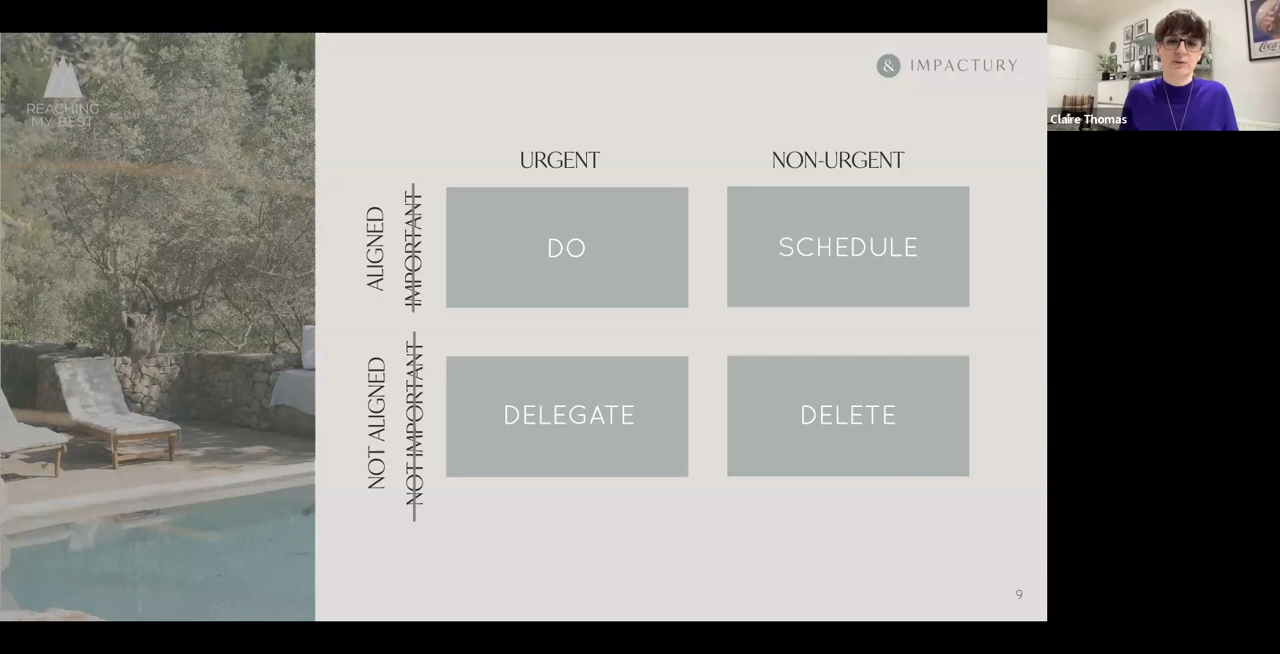 REACHING
MY BEST
& IMPACTURY
URGENT
NON-URGENT
ALIGNED
IMPORTANT
DO
SCHEDULE
NOT ALIGNED
NOT IMPORTANT
DELEGATE
DELETE
9
Claire Thomas
Coca